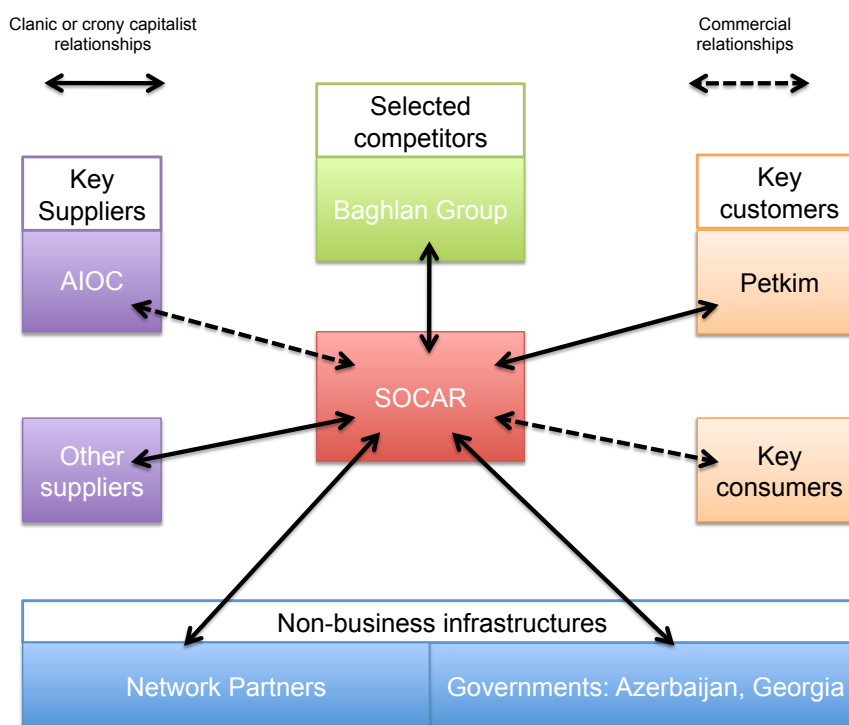 Clanic or crony capitalist
relationships
Commercial
relationships
Selected
competitors
Baghlan Group
Key
Suppliers
AIOC
Key
customers
Petkim
SOCAR
Other
suppliers
Key
consumers
Non-business infrastructures
Network Partners
Governments: Azerbaijan, Georgia